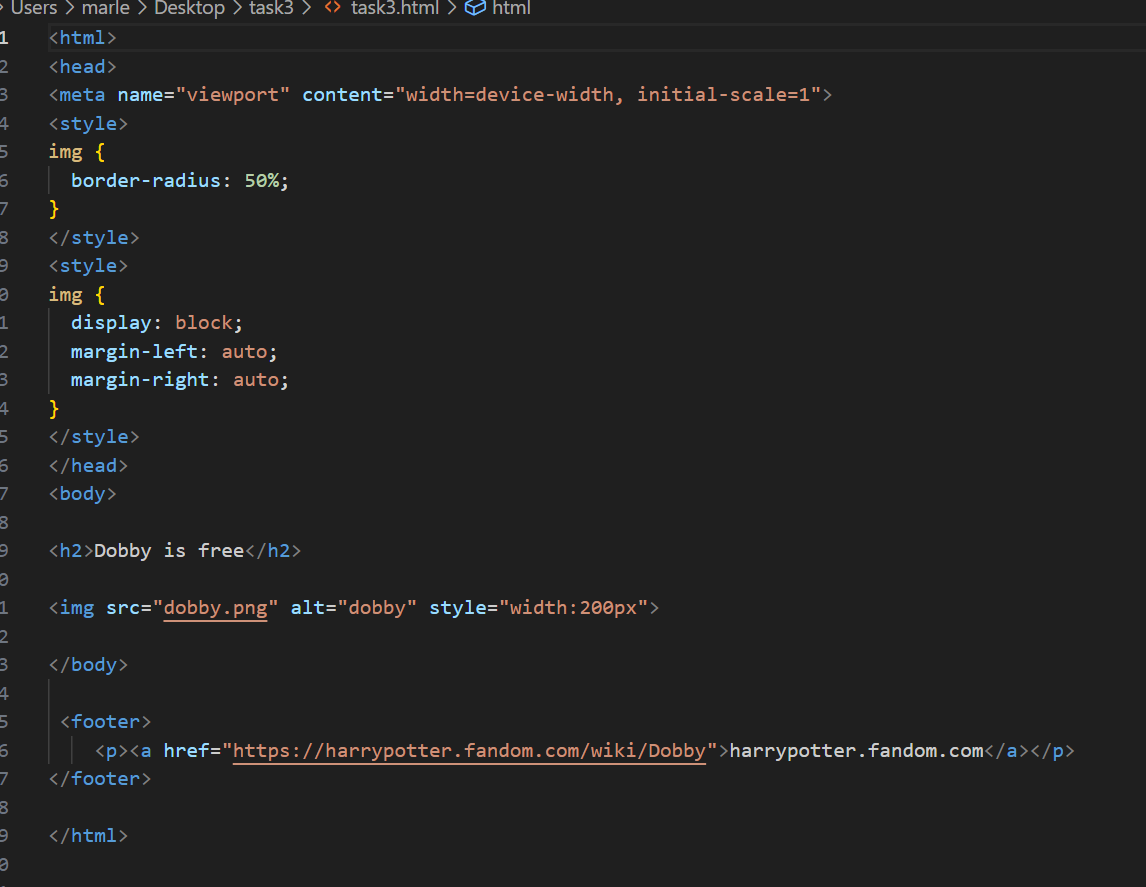 Users > marle > Desktop > task3 > <> task3.html > html
1 <html>
2 <head>
3 <meta name="viewport" content="width=device-width, initial-scale=1">
4 <style>
5 img {
6   border-radius: 50%;
7 }
8 </style>
9 <style>
0 img {
1   display: block;
2   margin-left: auto;
3   margin-right: auto;
4 }
5 </style>
6 </head>
7 <body>
8
9 <h2>Dobby is free</h2>
0
1 <img src="dobby.png" alt="dobby" style="width:200px">
2
3 </body>
4
5  <footer>
6     <p><a href="https://harrypotter.fandom.com/wiki/Dobby">harrypotter.fandom.com</a></p>
7 </footer>
8
9 </html>
0